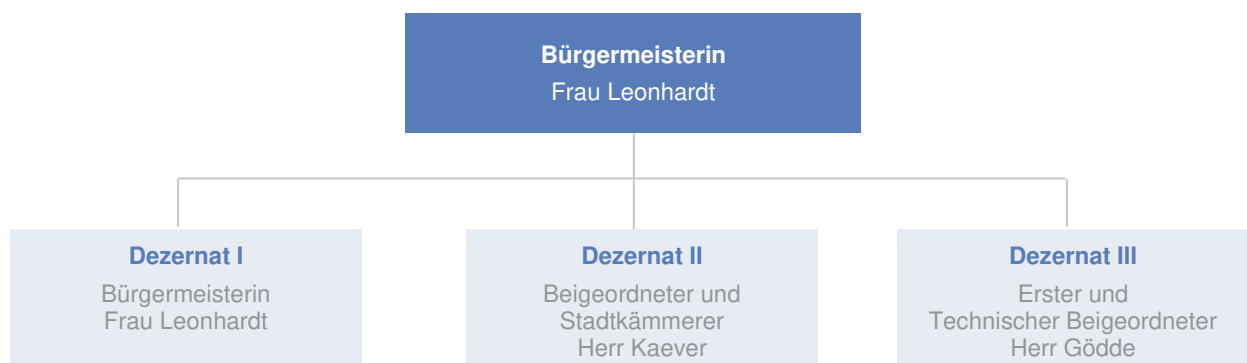 Bürgermeisterin
Frau Leonhardt
Dezernat I
Bürgermeisterin
Frau Leonhardt
Dezernat II
Beigeordneter und
Stadtkämmerer
Herr Kaever
Dezernat III
Erster und
Technischer Beigeordneter
Herr Gödde